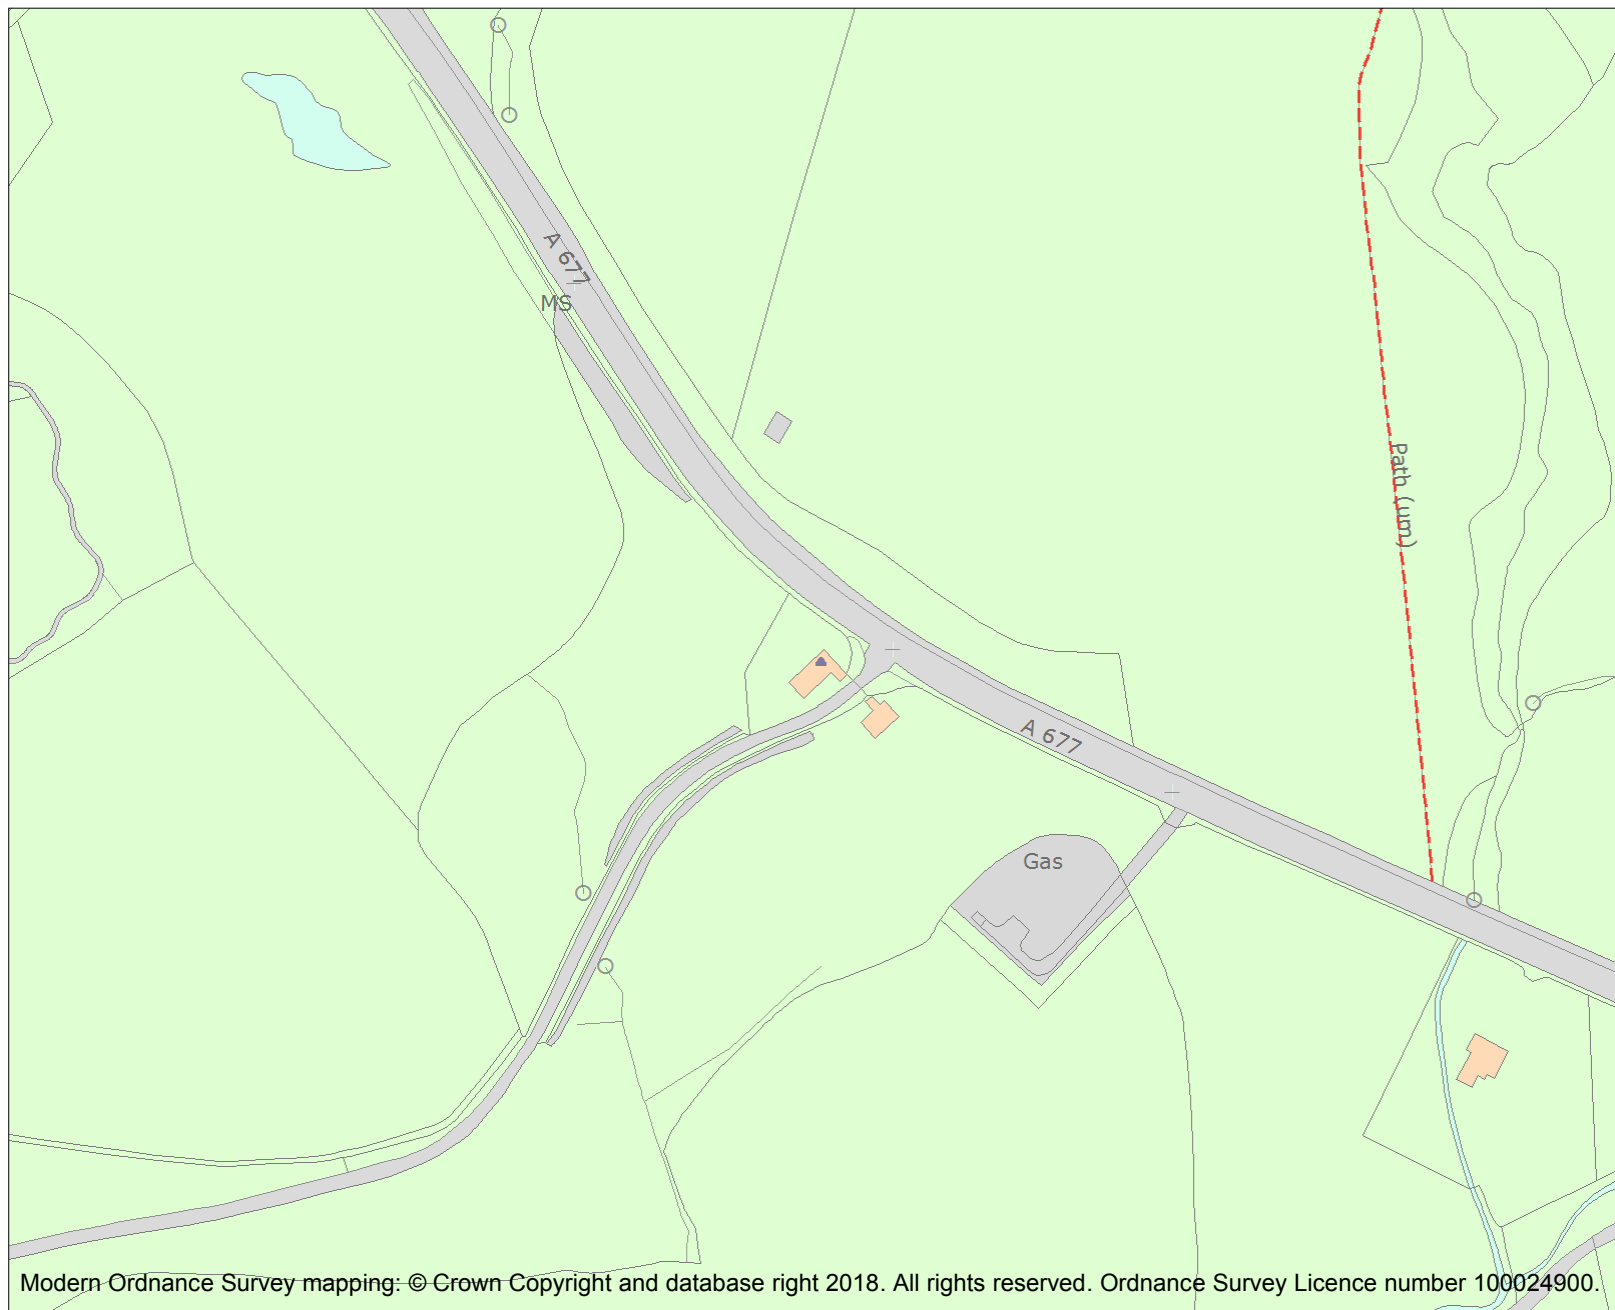 A 677
MS
Path (um)
A 677
Gas
Modern Ordnance Survey mapping: © Crown Copyright and database right 2018. All rights reserved. Ordnance Survey Licence number 100024900.